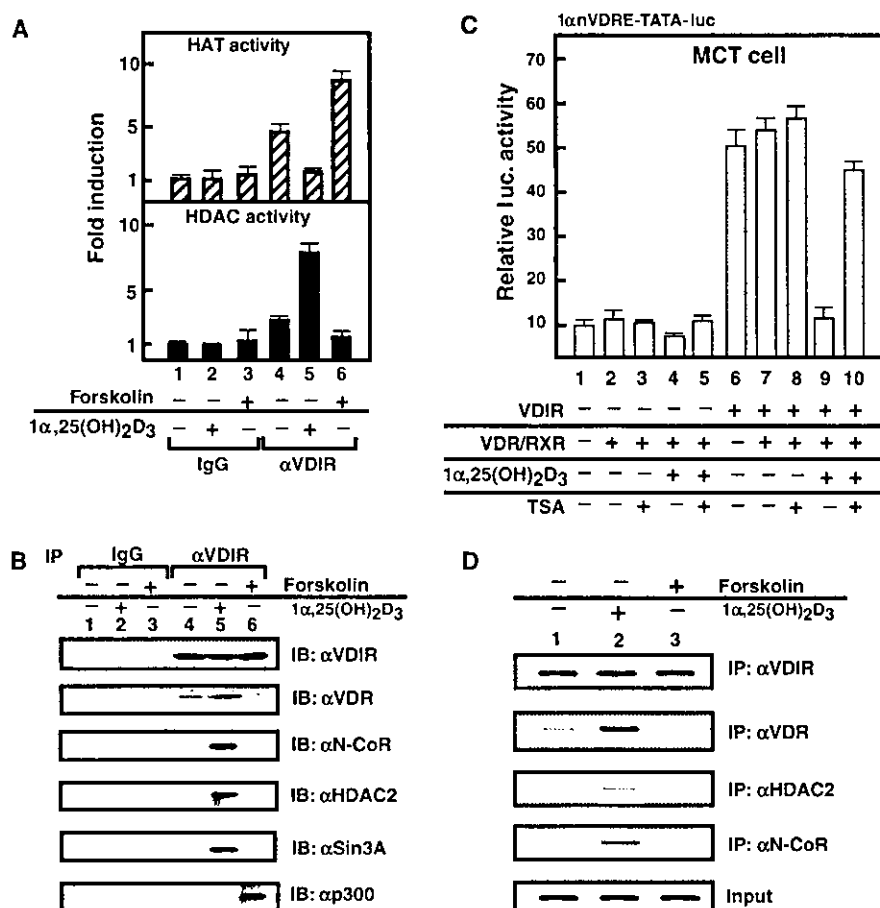 A
HAT activity
10
5
1
HDAC activity
10
5
1
Fold induction
1 2 3 4 5 6
Forskolin – – + – – +
1α,25(OH)2D3 – + – – + –
IgG αVDIR
B
IP IgG αVDIR
– – + – – + Forskolin
– + – – + – 1α,25(OH)2D3
1 2 3 4 5 6
IB: αVDIR
IB: αVDR
IB: αN-CoR
IB: αHDAC2
IB: αSin3A
IB: αp300
C
1αnVDRE-TATA-luc
MCT cell
70
60
50
40
30
20
10
Relative luc. activity
1 2 3 4 5 6 7 8 9 10
VDIR – – – – – + + + + +
VDR/RXR – + + + + – + + + +
1α,25(OH)2D3 – – – + + – – – + +
TSA – – + – + – – + – +
D
– – + Forskolin
– + – 1α,25(OH)2D3
1 2 3
IP: αVDIR
IP: αVDR
IP: αHDAC2
IP: αN-CoR
Input